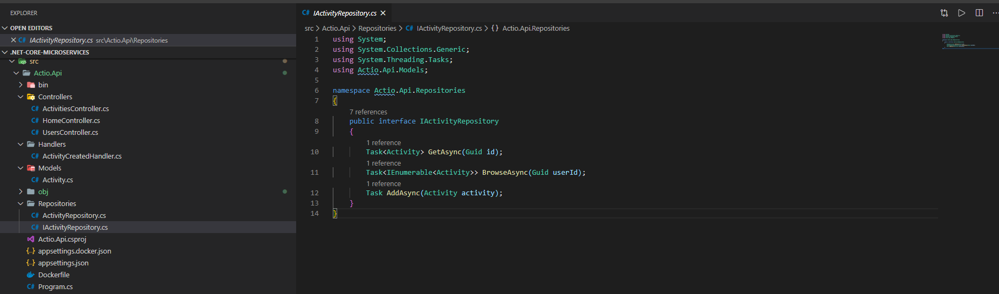 EXPLORER
OPEN EDITORS
IActivityRepository.cs src\Actio.Api\Repositories
.NET-CORE-MICROSERVICES
src
Actio.Api
bin
Controllers
C# ActivitiesController.cs
C# HomeController.cs
C# UsersController.cs
Handlers
C# ActivityCreatedHandler.cs
Models
C# Activity.cs
obj
Repositories
C# ActivityRepository.cs
C# IActivityRepository.cs
Actio.Api.csproj
{..} appsettings.docker.json
{..} appsettings.json
Dockerfile
C# Program.cs
C# IActivityRepository.cs
src > Actio.Api > Repositories > C# IActivityRepository.cs > {} Actio.Api.Repositories
1 using System;
2 using System.Collections.Generic;
3 using System.Threading.Tasks;
4 using Actio.Api.Models;
5
6 namespace Actio.Api.Repositories
7 {
7 references
8 public interface IActivityRepository
9 {
1 reference
10 Task<Activity> GetAsync(Guid id);
1 reference
11 Task<IEnumerable<Activity>> BrowseAsync(Guid userId);
1 reference
12 Task AddAsync(Activity activity);
13 }
14 }